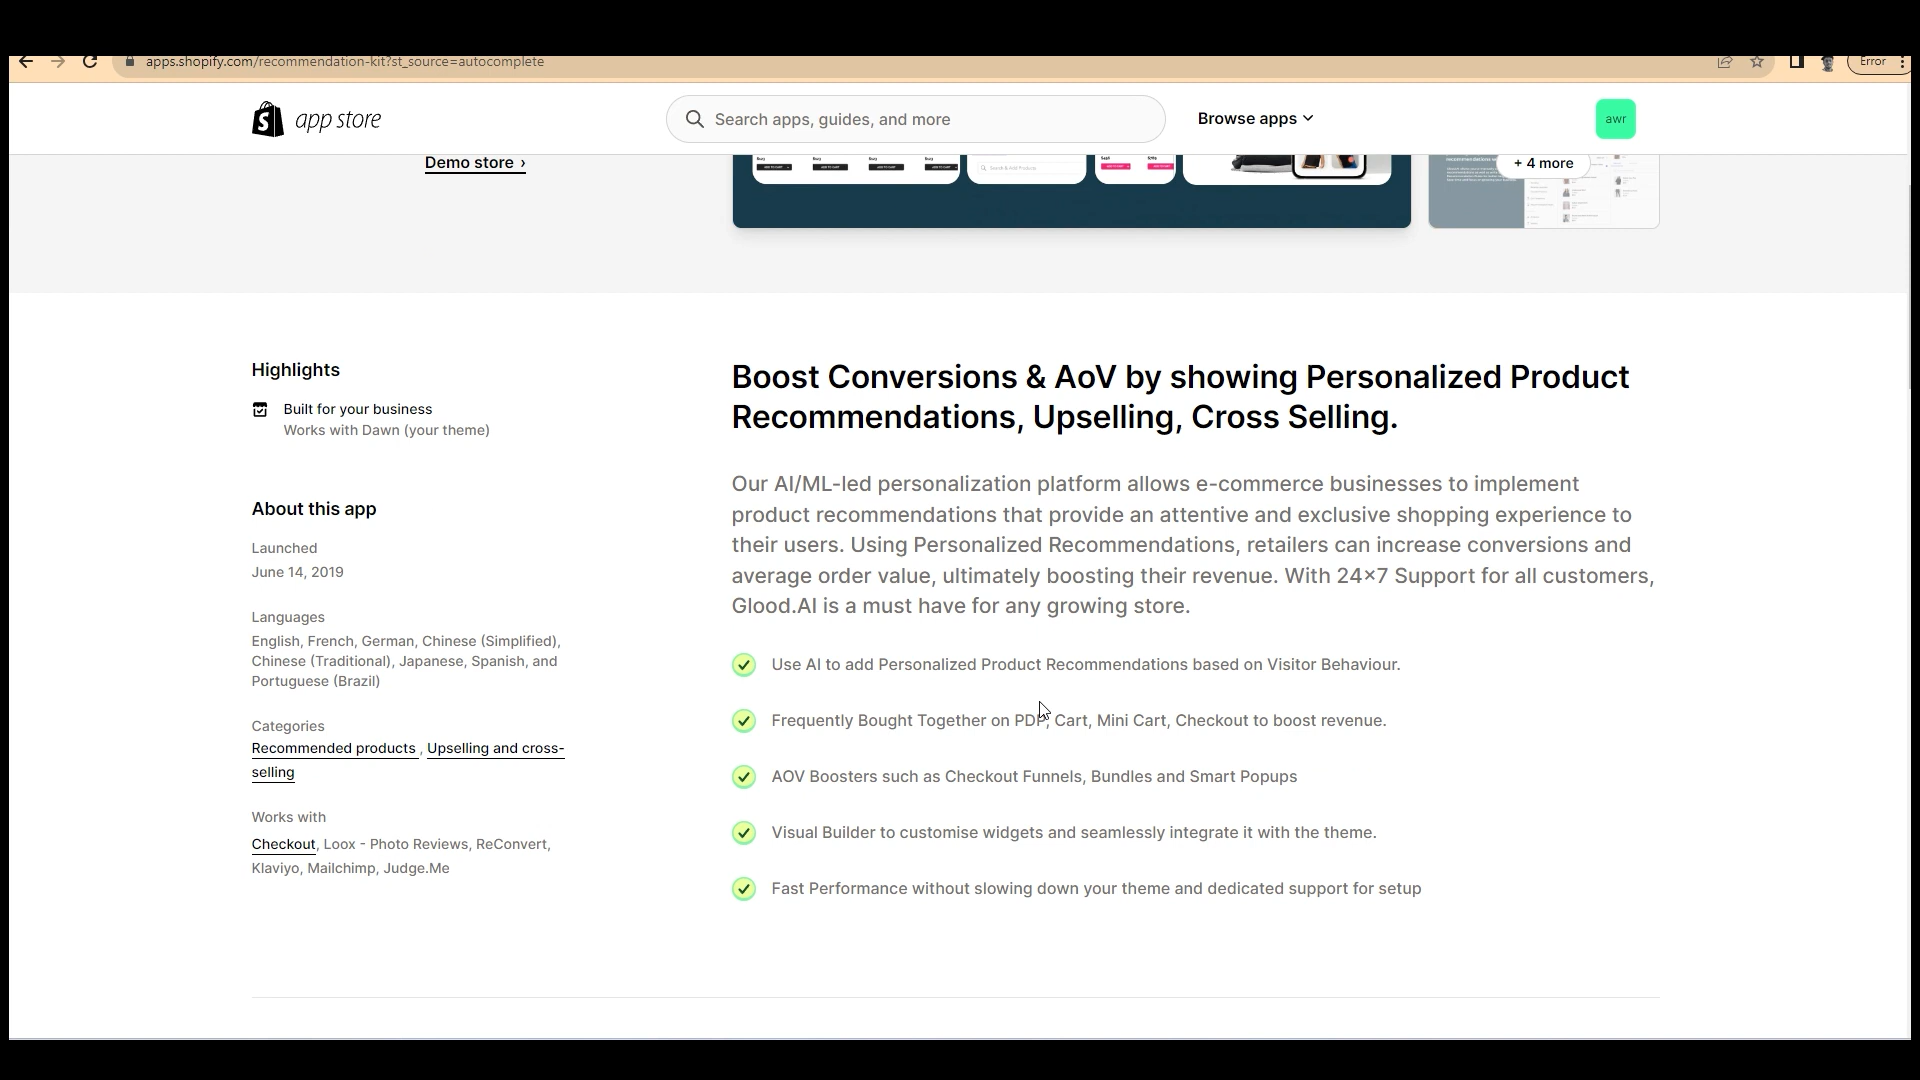 apps.shopify.com/recommendation-kit?st_source=autocomplete
Error
app store
Search apps, guides, and more
Browse apps
awr
Demo store ›
+ 4 more
Highlights
Built for your business
Works with Dawn (your theme)
About this app
Launched
June 14, 2019
Languages
English, French, German, Chinese (Simplified),
Chinese (Traditional), Japanese, Spanish, and
Portuguese (Brazil)
Categories
Recommended products , Upselling and cross-
selling
Works with
Checkout, Loox - Photo Reviews, ReConvert,
Klaviyo, Mailchimp, Judge.Me
Boost Conversions & AoV by showing Personalized Product
Recommendations, Upselling, Cross Selling.
Our AI/ML-led personalization platform allows e-commerce businesses to implement
product recommendations that provide an attentive and exclusive shopping experience to
their users. Using Personalized Recommendations, retailers can increase conversions and
average order value, ultimately boosting their revenue. With 24×7 Support for all customers,
Glood.AI is a must have for any growing store.
Use AI to add Personalized Product Recommendations based on Visitor Behaviour.
Frequently Bought Together on PDP, Cart, Mini Cart, Checkout to boost revenue.
AOV Boosters such as Checkout Funnels, Bundles and Smart Popups
Visual Builder to customise widgets and seamlessly integrate it with the theme.
Fast Performance without slowing down your theme and dedicated support for setup